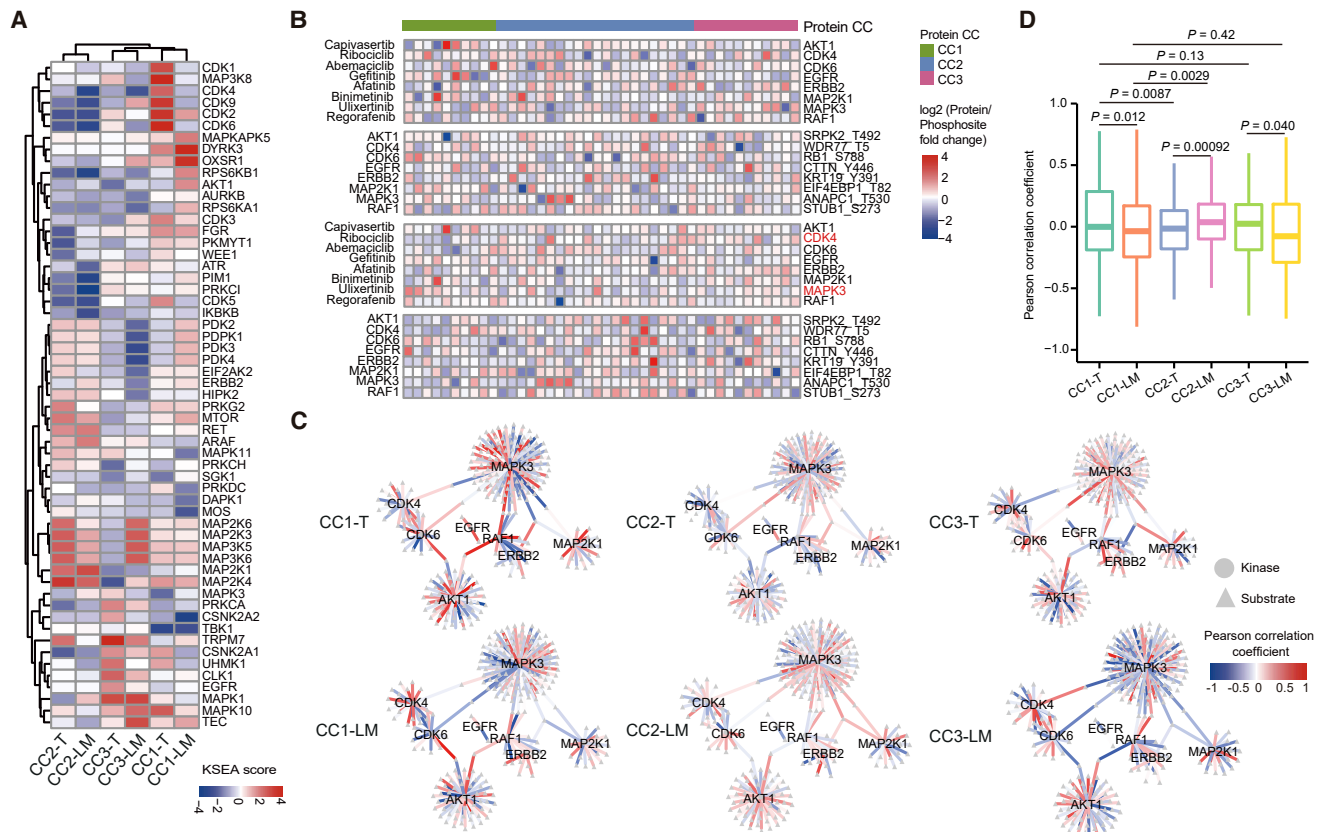 A
CDK1
MAP3K8
CDK4
CDK9
CDK2
CDK6
MAPKAPK5
DYRK3
OXSR1
RPS6KB1
AKT1
AURKB
RPS6KA1
CDK3
FGR
PKMYT1
WEE1
ATR
PIM1
PRKCI
CDK5
IKBKB
PDK2
PDPK1
PDK3
PDK4
EIF2AK2
ERBB2
HIPK2
PRKG2
MTOR
RET
ARAF
MAPK11
PRKCH
SGK1
PRKDC
DAPK1
MOS
MAP2K6
MAP2K3
MAP3K5
MAP3K6
MAP2K1
MAP2K4
MAPK3
PRKCA
CSNK2A2
TBK1
TRPM7
CSNK2A1
UHMK1
CLK1
EGFR
MAPK1
MAPK10
TEC
CC2-T
CC2-LM
CC3-T
CC3-LM
CC1-T
CC1-LM
KSEA score
−4 −2 0 2 4
B
Protein CC
Capivasertib AKT1
Ribociclib CDK4
Abemaciclib CDK6
Gefitinib EGFR
Afatinib ERBB2
Binimetinib MAP2K1
Ulixertinib MAPK3
Regorafenib RAF1
AKT1 SRPK2_T492
CDK4 WDR77_T5
CDK6 RB1_S788
EGFR CTTN_Y446
ERBB2 KRT19_Y391
MAP2K1 EIF4EBP1_T82
MAPK3 ANAPC1_T530
RAF1 STUB1_S273
Capivasertib AKT1
Ribociclib CDK4
Abemaciclib CDK6
Gefitinib EGFR
Afatinib ERBB2
Binimetinib MAP2K1
Ulixertinib MAPK3
Regorafenib RAF1
AKT1 SRPK2_T492
CDK4 WDR77_T5
CDK6 RB1_S788
EGFR CTTN_Y446
ERBB2 KRT19_Y391
MAP2K1 EIF4EBP1_T82
MAPK3 ANAPC1_T530
RAF1 STUB1_S273
Protein CC
CC1
CC2
CC3
log2 (Protein/
Phosphosite
fold change)
4
2
0
−2
−4
D
P = 0.42
P = 0.13
P = 0.0029
P = 0.0087
P = 0.012
P = 0.00092
P = 0.040
Pearson correlation coefficient
1.0
0.5
0.0
−0.5
−1.0
CC1-T
CC1-LM
CC2-T
CC2-LM
CC3-T
CC3-LM
C
CC1-T
MAPK3
CDK4
CDK6
EGFR
RAF1
ERBB2
MAP2K1
AKT1
CC2-T
MAPK3
CDK4
CDK6
EGFR
RAF1
ERBB2
MAP2K1
AKT1
CC3-T
MAPK3
CDK4
CDK6
EGFR
RAF1
ERBB2
MAP2K1
AKT1
CC1-LM
MAPK3
CDK4
CDK6
EGFR
RAF1
ERBB2
MAP2K1
AKT1
CC2-LM
MAPK3
CDK4
CDK6
EGFR
RAF1
ERBB2
MAP2K1
AKT1
CC3-LM
MAPK3
CDK4
CDK6
EGFR
RAF1
ERBB2
MAP2K1
AKT1
Kinase
Substrate
Pearson correlation
coefficient
-1 -0.5 0 0.5 1